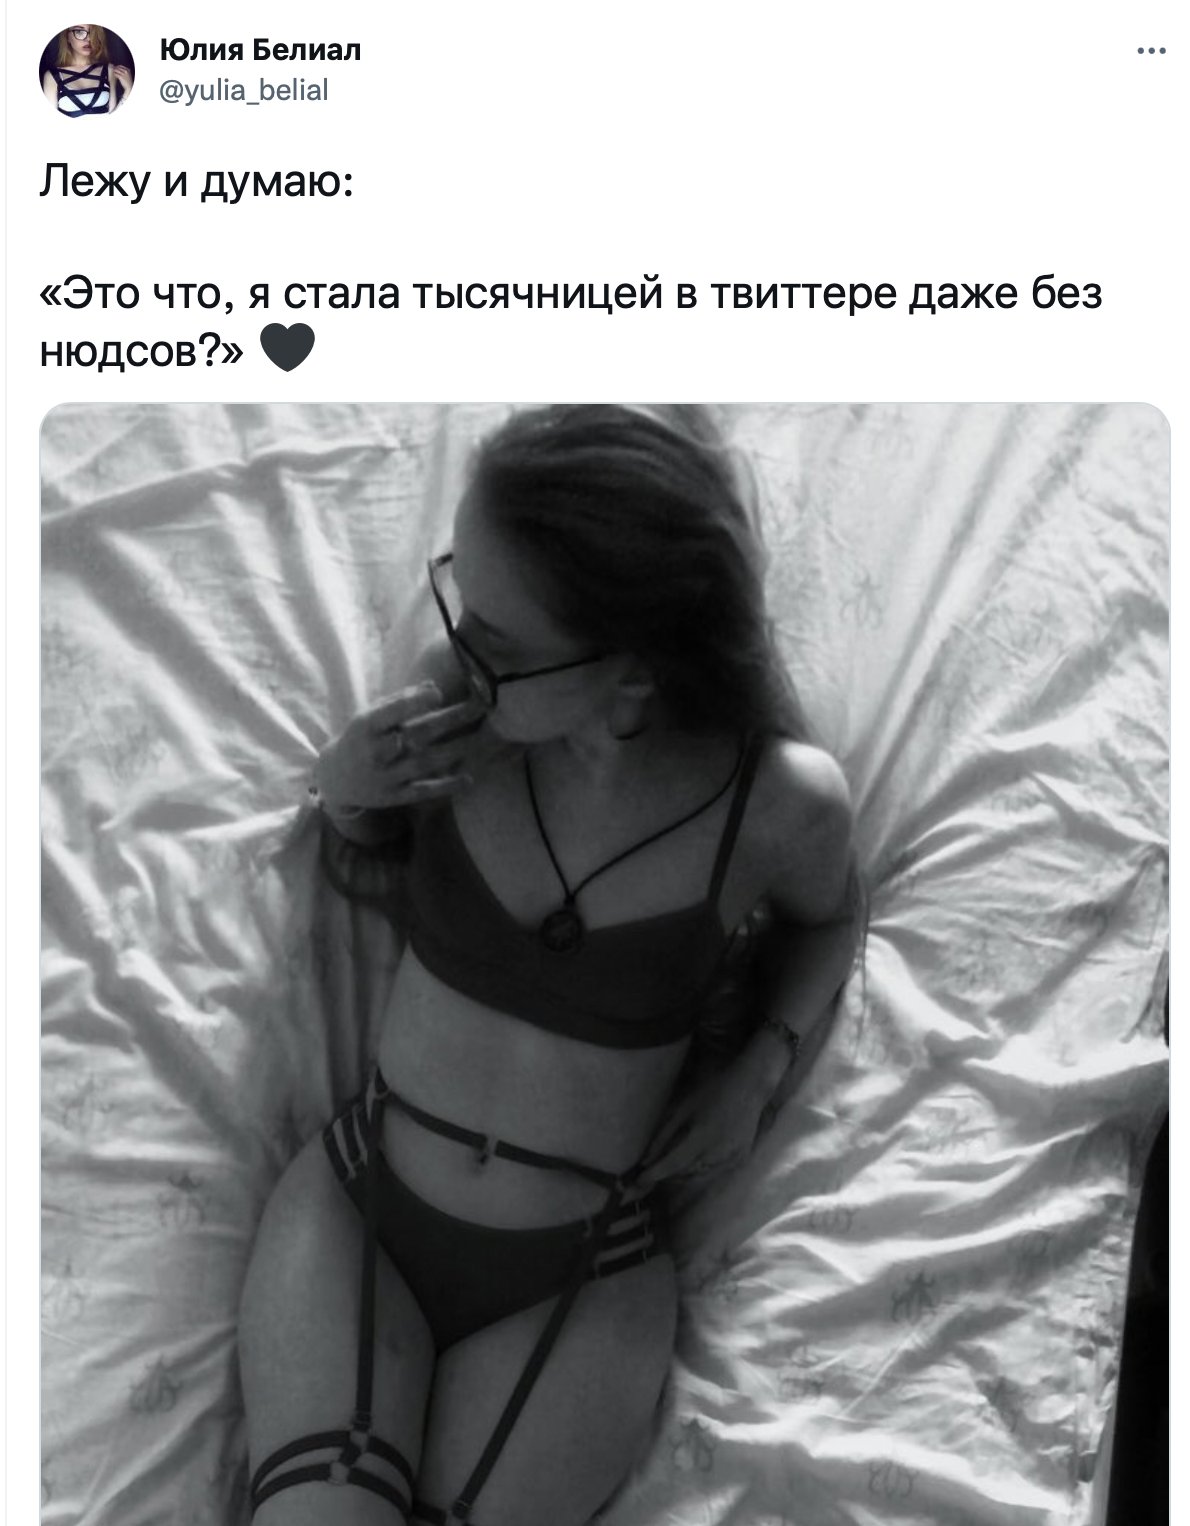 Юлия Белиал
@yulia_belial
Лежу и думаю:
«Это что, я стала тысячницей в твиттере даже без
нюдсов?» 🖤